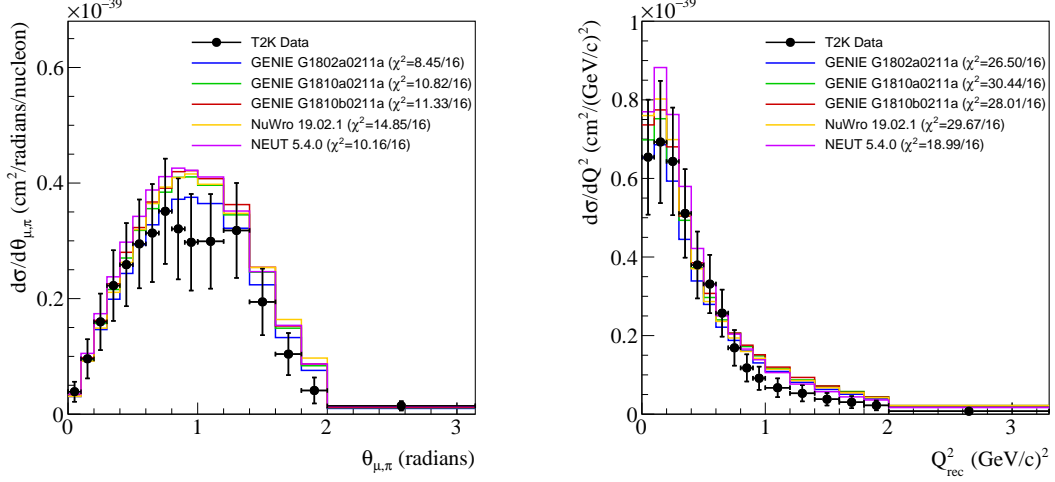 ×10⁻³⁹
dσ/dθ_μ,π (cm²/radians/nucleon)
0.6
0.4
0.2
0
T2K Data
GENIE G1802a0211a (χ²=8.45/16)
GENIE G1810a0211a (χ²=10.82/16)
GENIE G1810b0211a (χ²=11.33/16)
NuWro 19.02.1 (χ²=14.85/16)
NEUT 5.4.0 (χ²=10.16/16)
0 1 2 3
θ_μ,π (radians)
×10⁻³⁹
dσ/dQ² (cm²/(GeV/c)²)
1
0.8
0.6
0.4
0.2
0
T2K Data
GENIE G1802a0211a (χ²=26.50/16)
GENIE G1810a0211a (χ²=30.44/16)
GENIE G1810b0211a (χ²=28.01/16)
NuWro 19.02.1 (χ²=29.67/16)
NEUT 5.4.0 (χ²=18.99/16)
0 1 2 3
Q²_rec (GeV/c)²